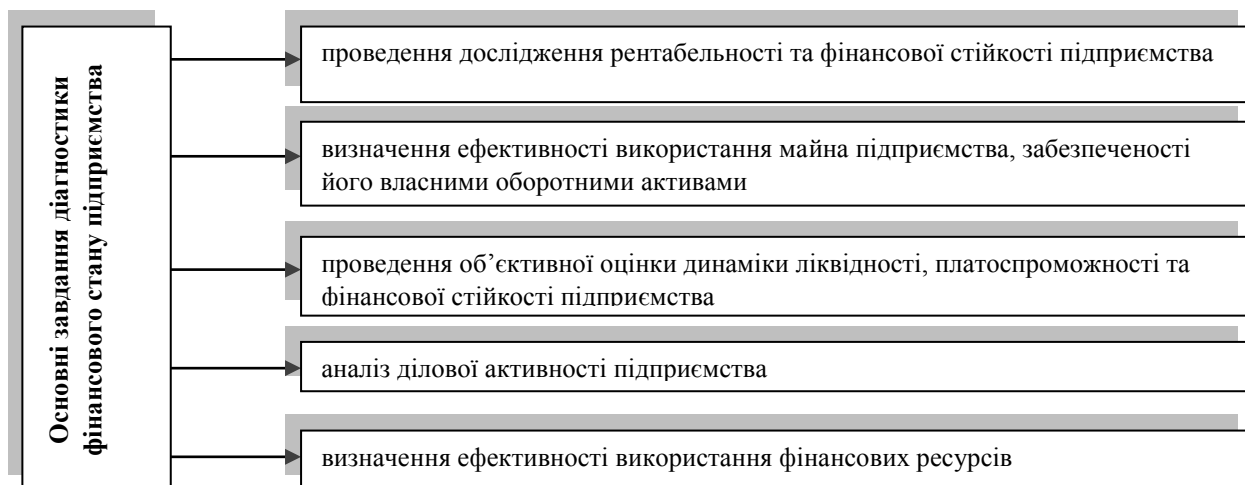 Основні завдання діагностики
фінансового стану підприємства
проведення дослідження рентабельності та фінансової стійкості підприємства
визначення ефективності використання майна підприємства, забезпеченості
його власними оборотними активами
проведення об’єктивної оцінки динаміки ліквідності, платоспроможності та
фінансової стійкості підприємства
аналіз ділової активності підприємства
визначення ефективності використання фінансових ресурсів